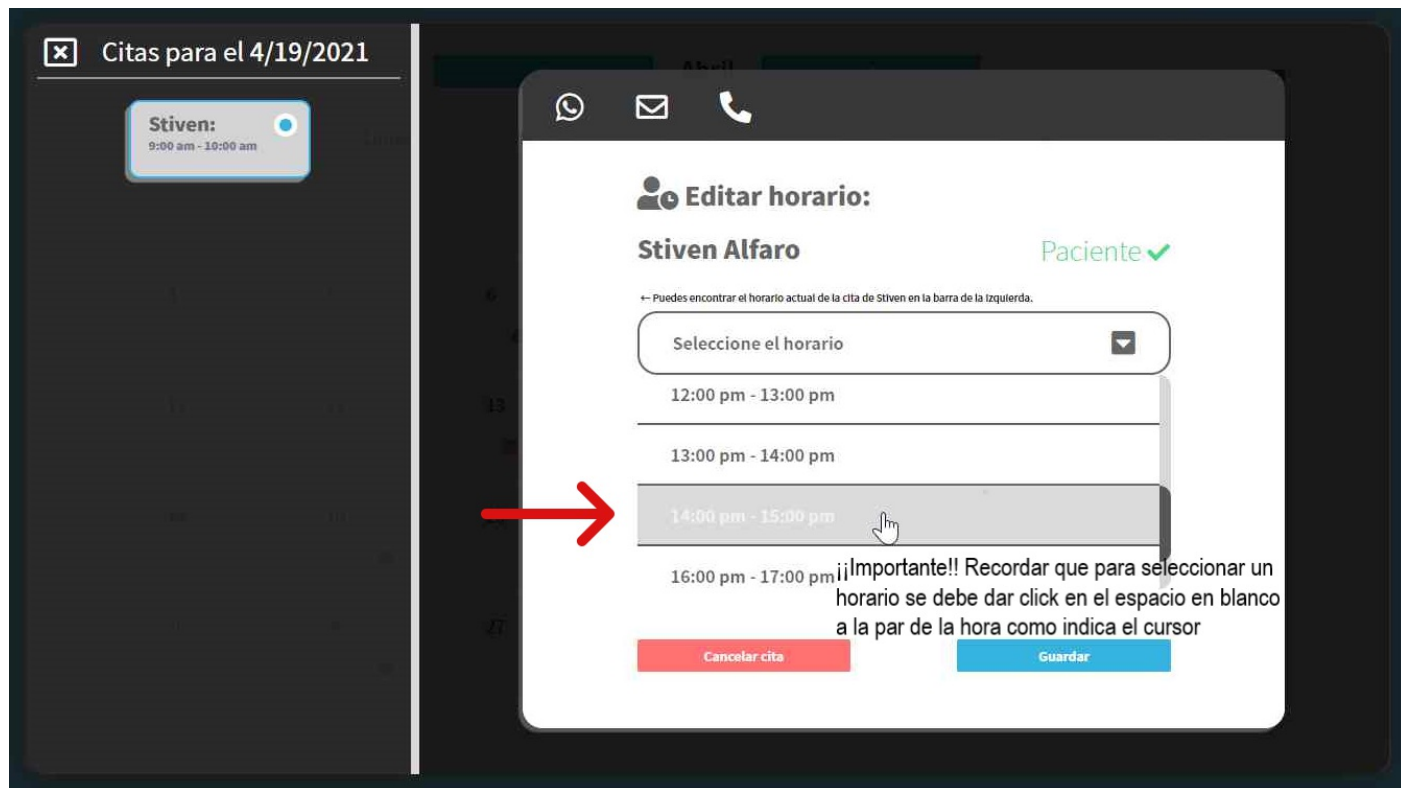 Citas para el 4/19/2021
Stiven:
9:00 am - 10:00 am
Abril
Editar horario:
Stiven Alfaro
Paciente
← Puedes encontrar el horario actual de la cita de Stiven en la barra de la izquierda.
Seleccione el horario
12:00 pm - 13:00 pm
13:00 pm - 14:00 pm
14:00 pm - 15:00 pm
16:00 pm - 17:00 pm
¡¡Importante!! Recordar que para seleccionar un
horario se debe dar click en el espacio en blanco
a la par de la hora como indica el cursor
Cancelar cita
Guardar
6
13
27